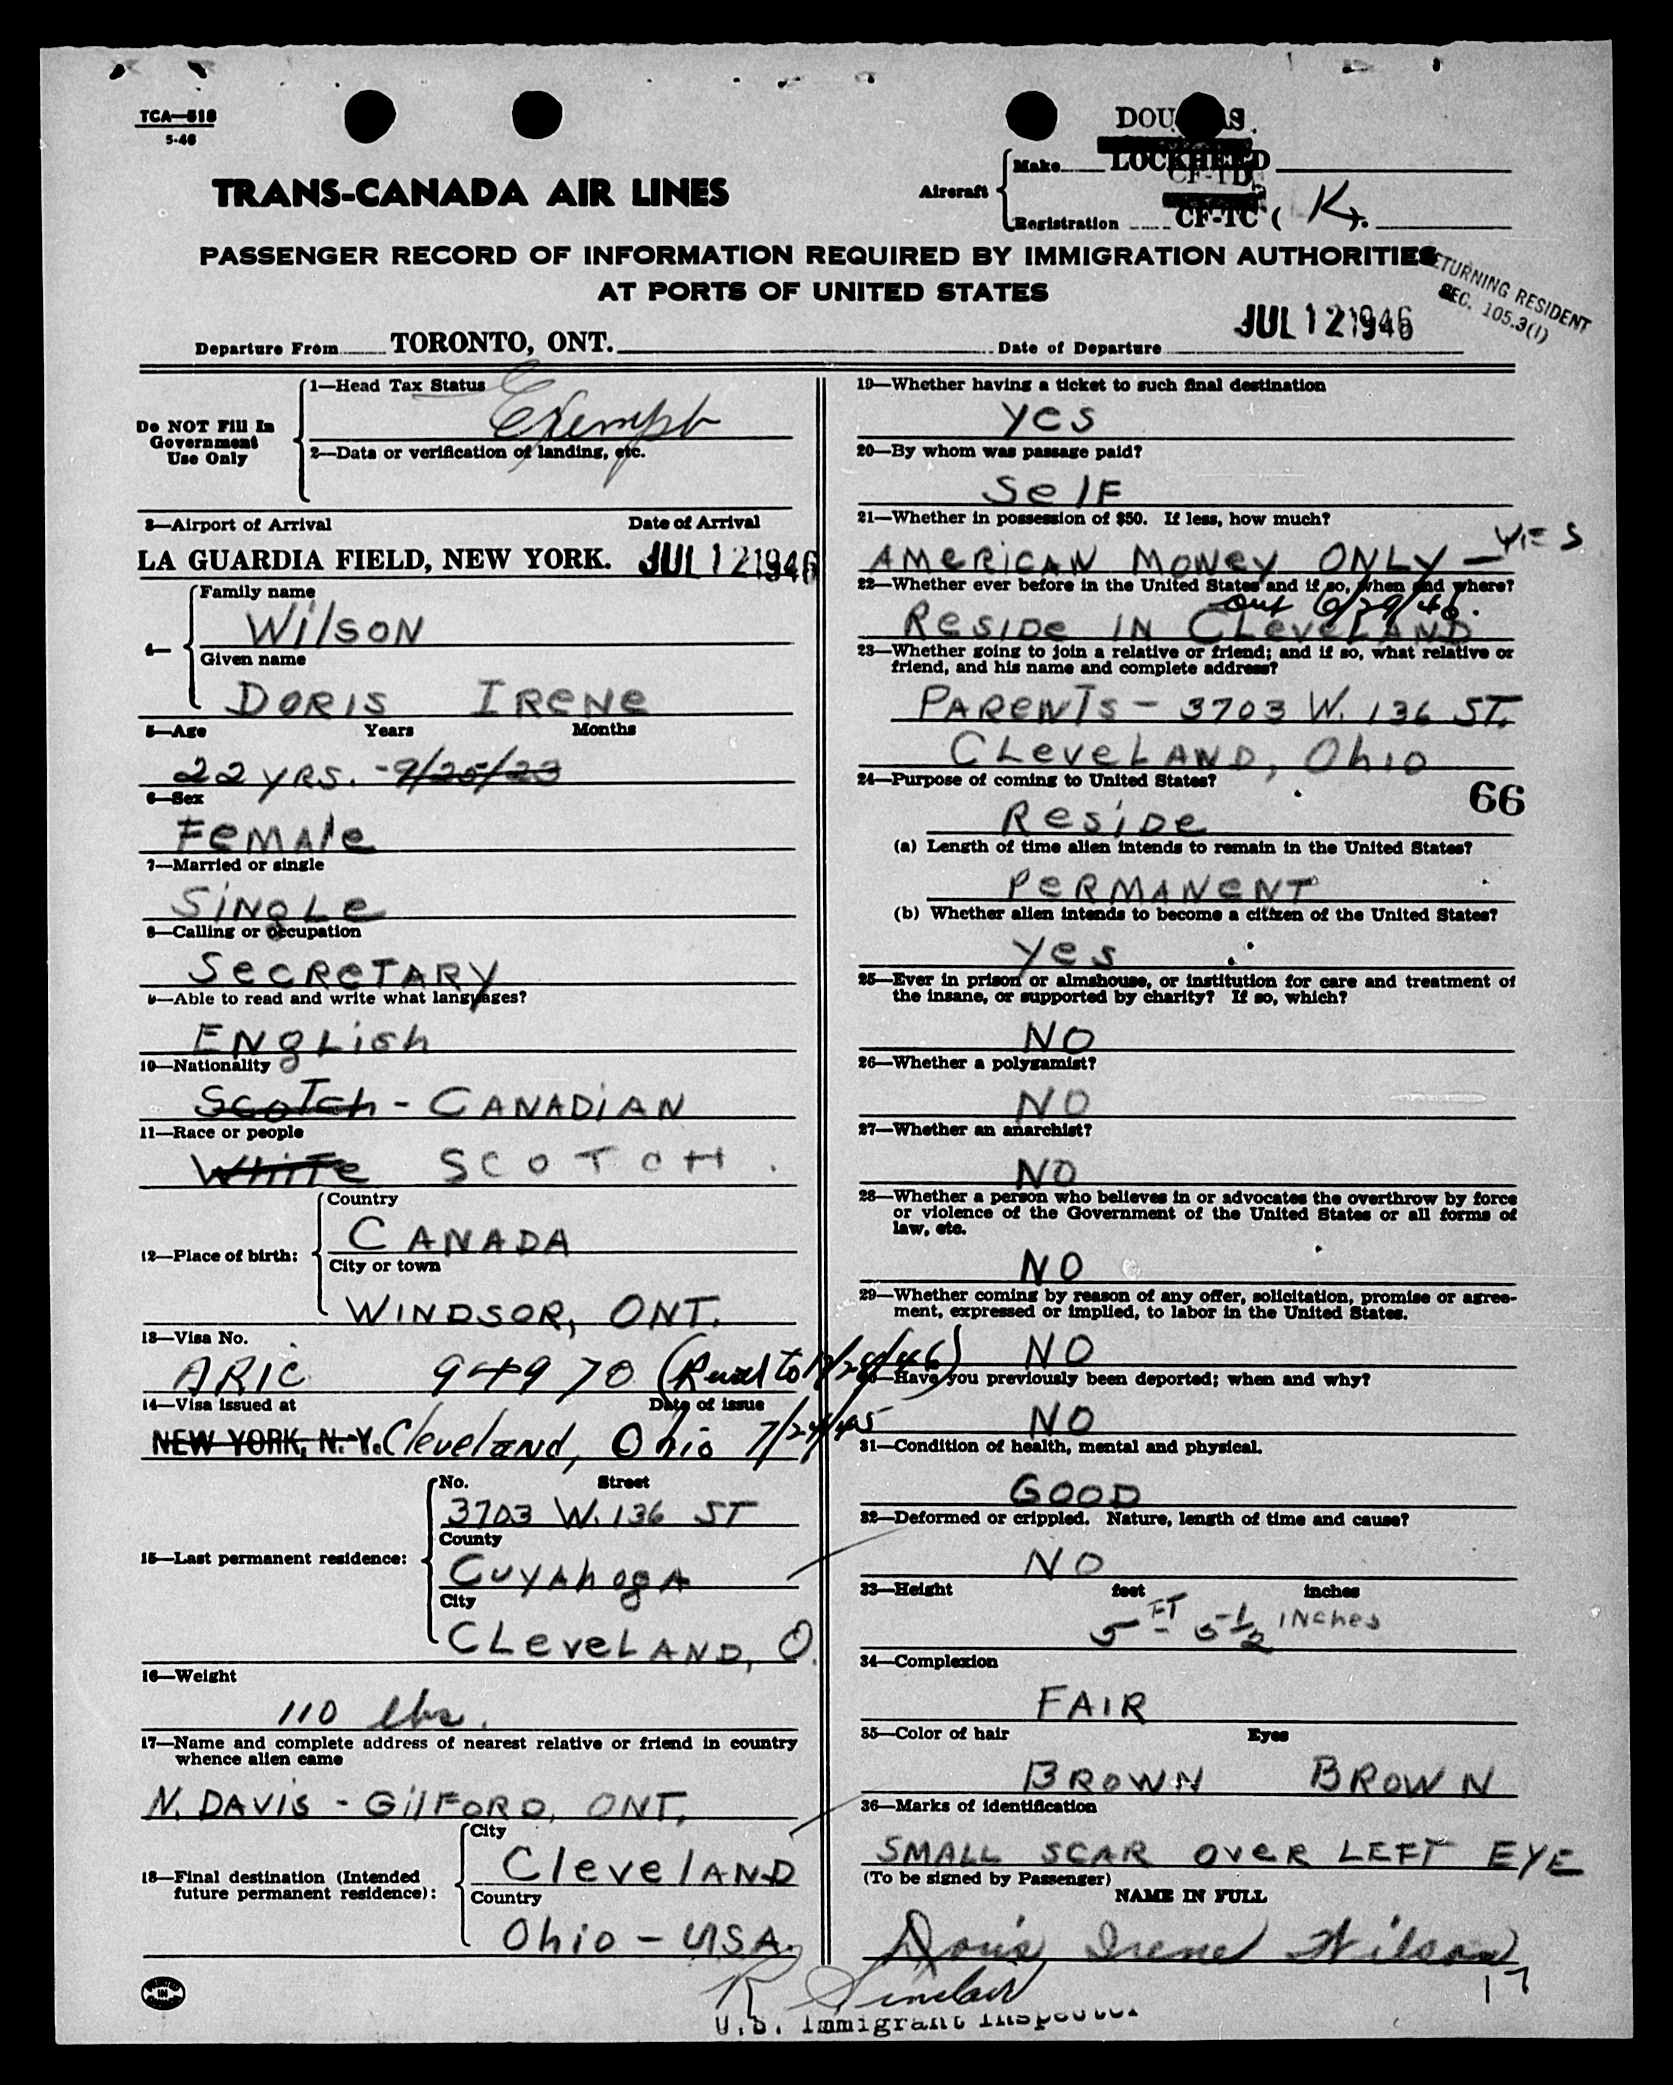 TCA—518
5-46
DOUGLAS.
Make LOCKHEED
CF-TD
TRANS-CANADA AIR LINES
Aircraft
Registration CF-TC ( K ).
PASSENGER RECORD OF INFORMATION REQUIRED BY IMMIGRATION AUTHORITIES
AT PORTS OF UNITED STATES
RETURNING RESIDENT
SEC. 105.3(1)
Departure From TORONTO, ONT. Date of Departure JUL 12 1946
Do NOT Fill In
Government
Use Only
1—Head Tax Status
Exempt
2—Data or verification of landing, etc.
3—Airport of Arrival Date of Arrival
LA GUARDIA FIELD, NEW YORK. JUL 12 1946
4—
Family name
Wilson
Given name
DORIS IRENE
5—Age Years Months
22 YRS. - 9/25/23
6—Sex
FeMAle
7—Married or single
SiNgLe
8—Calling or occupation
SecReTARY
9—Able to read and write what languages?
ENgLish
10—Nationality
ScoTch - CANADiAN
11—Race or people
WhiTe SCOTCH.
12—Place of birth:
Country
CANADA
City or town
WINDSOR, ONT.
13—Visa No.
ARIC 949970 (Reval to 12/24/46)
14—Visa issued at Date of issue
NEW YORK, N. Y. Cleveland, Ohio 7/24/45
15—Last permanent residence:
No. Street
3703 W. 136 ST
County
CuyAhogA
City
CLeveLAND, O.
16—Weight
110 lbs.
17—Name and complete address of nearest relative or friend in country
whence alien came
N. DAVIS - GilFORD, ONT.
18—Final destination (Intended
future permanent residence):
City
CleveLAND
Country
Ohio - USA.
19—Whether having a ticket to such final destination
yes
20—By whom was passage paid?
SelF
21—Whether in possession of $50. If less, how much?
AMeRiCAN MONey ONLY - YES
22—Whether ever before in the United States and if so, when and where?
out 6/29/46.
ResiDe IN CLeveLAND
23—Whether going to join a relative or friend; and if so, what relative or
friend, and his name and complete address?
PAReNTs - 3703 W. 136 ST.
CLeveLAND, Ohio
24—Purpose of coming to United States?
66
ResiDe
(a) Length of time alien intends to remain in the United States?
PeRMANeNT
(b) Whether alien intends to become a citizen of the United States?
yes
25—Ever in prison or almshouse, or institution for care and treatment of
the insane, or supported by charity? If so, which?
NO
26—Whether a polygamist?
NO
27—Whether an anarchist?
NO
28—Whether a person who believes in or advocates the overthrow by force
or violence of the Government of the United States or all forms of
law, etc.
NO
29—Whether coming by reason of any offer, solicitation, promise or agree-
ment, expressed or implied, to labor in the United States.
NO
30—Have you previously been deported; when and why?
NO
31—Condition of health, mental and physical.
GOOD
32—Deformed or crippled. Nature, length of time and cause?
NO
33—Height feet inches
5 FT - 5-1/2 INches
34—Complexion
FAIR
35—Color of hair Eyes
BROWN BROWN
36—Marks of identification
SMALL SCAR OVeR LEFT EYE
(To be signed by Passenger)
NAME IN FULL
Doris Irene Wilson
17
R Sinclair
U.S. Immigrant Inspector